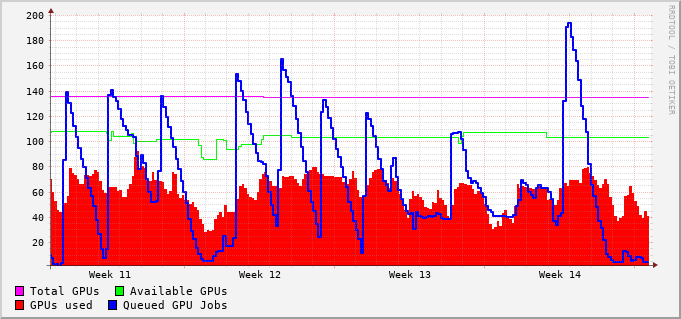 200
180
160
140
120
100
80
60
40
20
Week 11 Week 12 Week 13 Week 14
Total GPUs Available GPUs
GPUs used Queued GPU Jobs
RRDTOOL / TOBI OETIKER